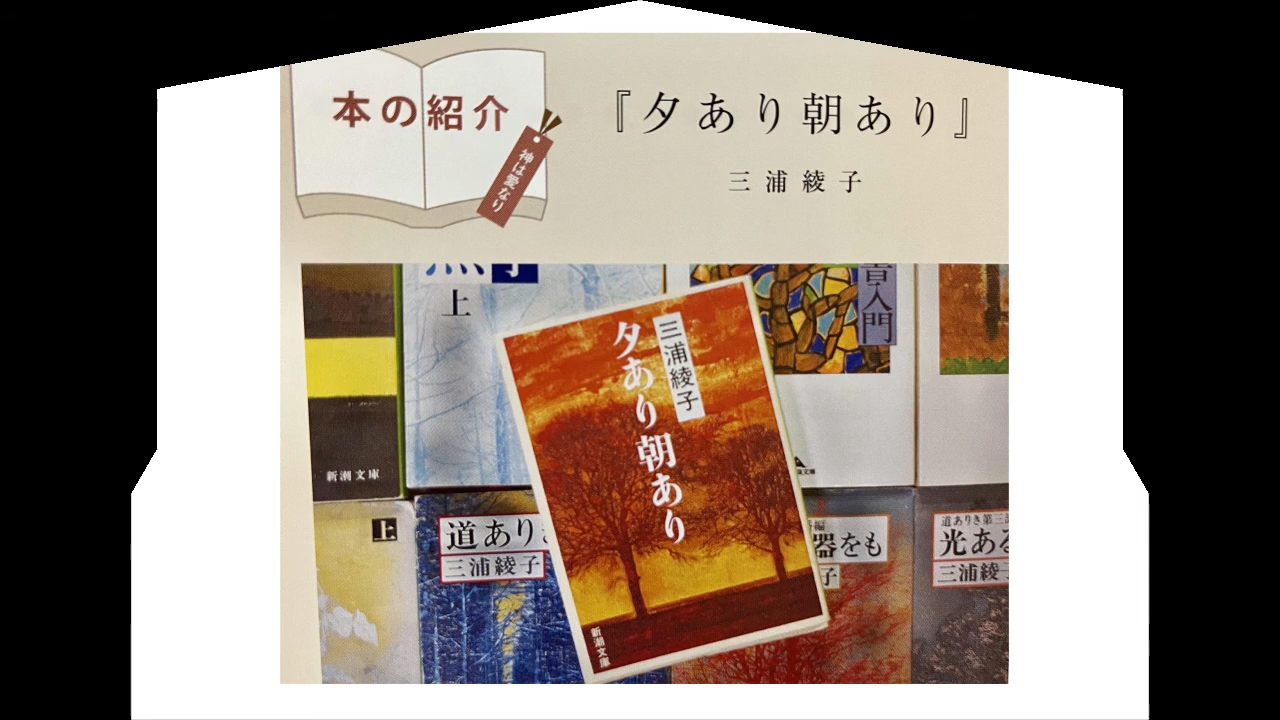 本の紹介
神は愛なり
『夕あり朝あり』
三浦綾子
上
書入門
三浦綾子
夕あり朝あり
新潮文庫
新潮文庫
上
道あり
三浦綾子
器をも
子
道ありき第三
光ある
三浦綾